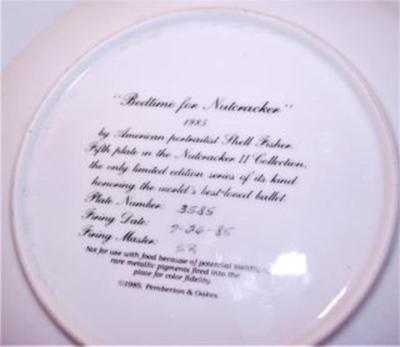 "Bedtime for Nutcracker"
1985
by American portraitist Shell Fisher.
Fifth plate in the Nutcracker II Collection,
the only limited edition series of its kind
honoring the world's best-loved ballet.
Plate Number: 3585
Firing Date: 7-26-85
Firing Master: SR
Not for use with food because of potential toxicity of
rare metallic pigments fired into the
plate for color fidelity.
©1985, Pemberton & Oakes